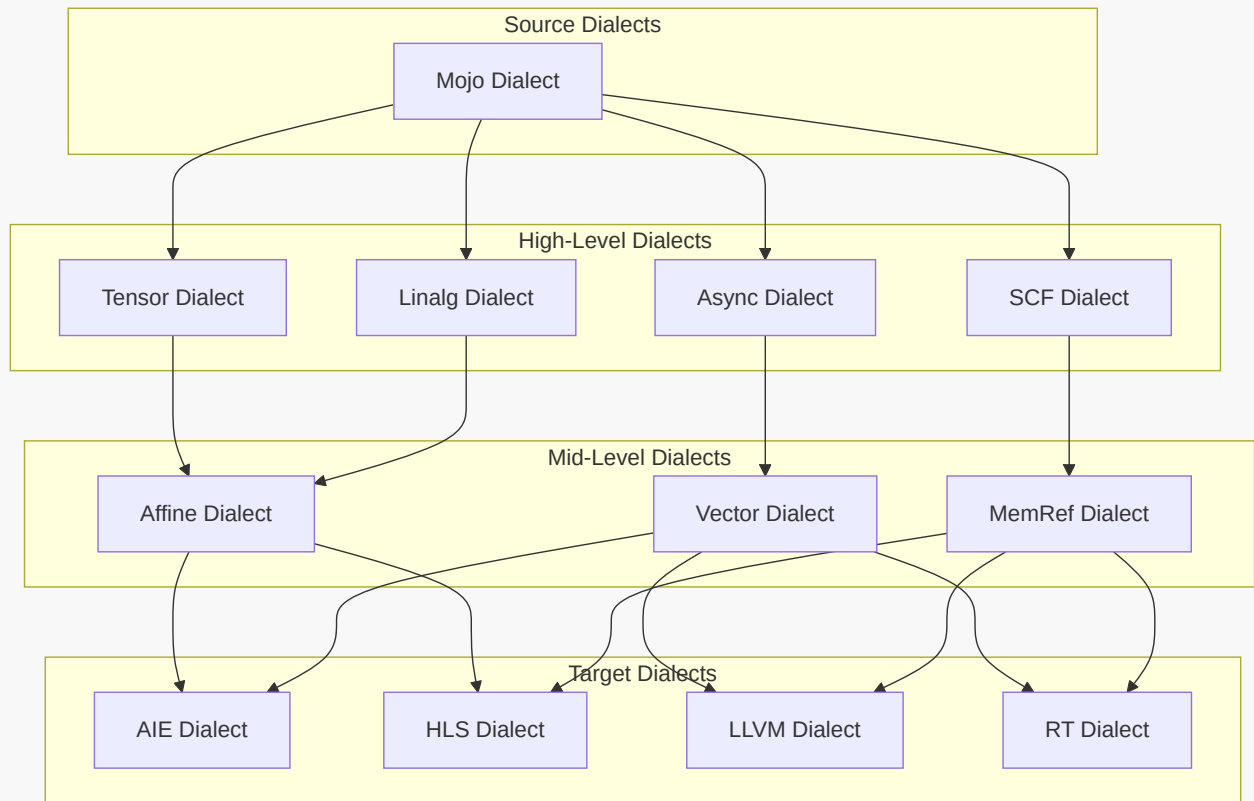 Source Dialects
Mojo Dialect
High-Level Dialects
Tensor Dialect
Linalg Dialect
Async Dialect
SCF Dialect
Mid-Level Dialects
Affine Dialect
Vector Dialect
MemRef Dialect
Target Dialects
AIE Dialect
HLS Dialect
LLVM Dialect
RT Dialect